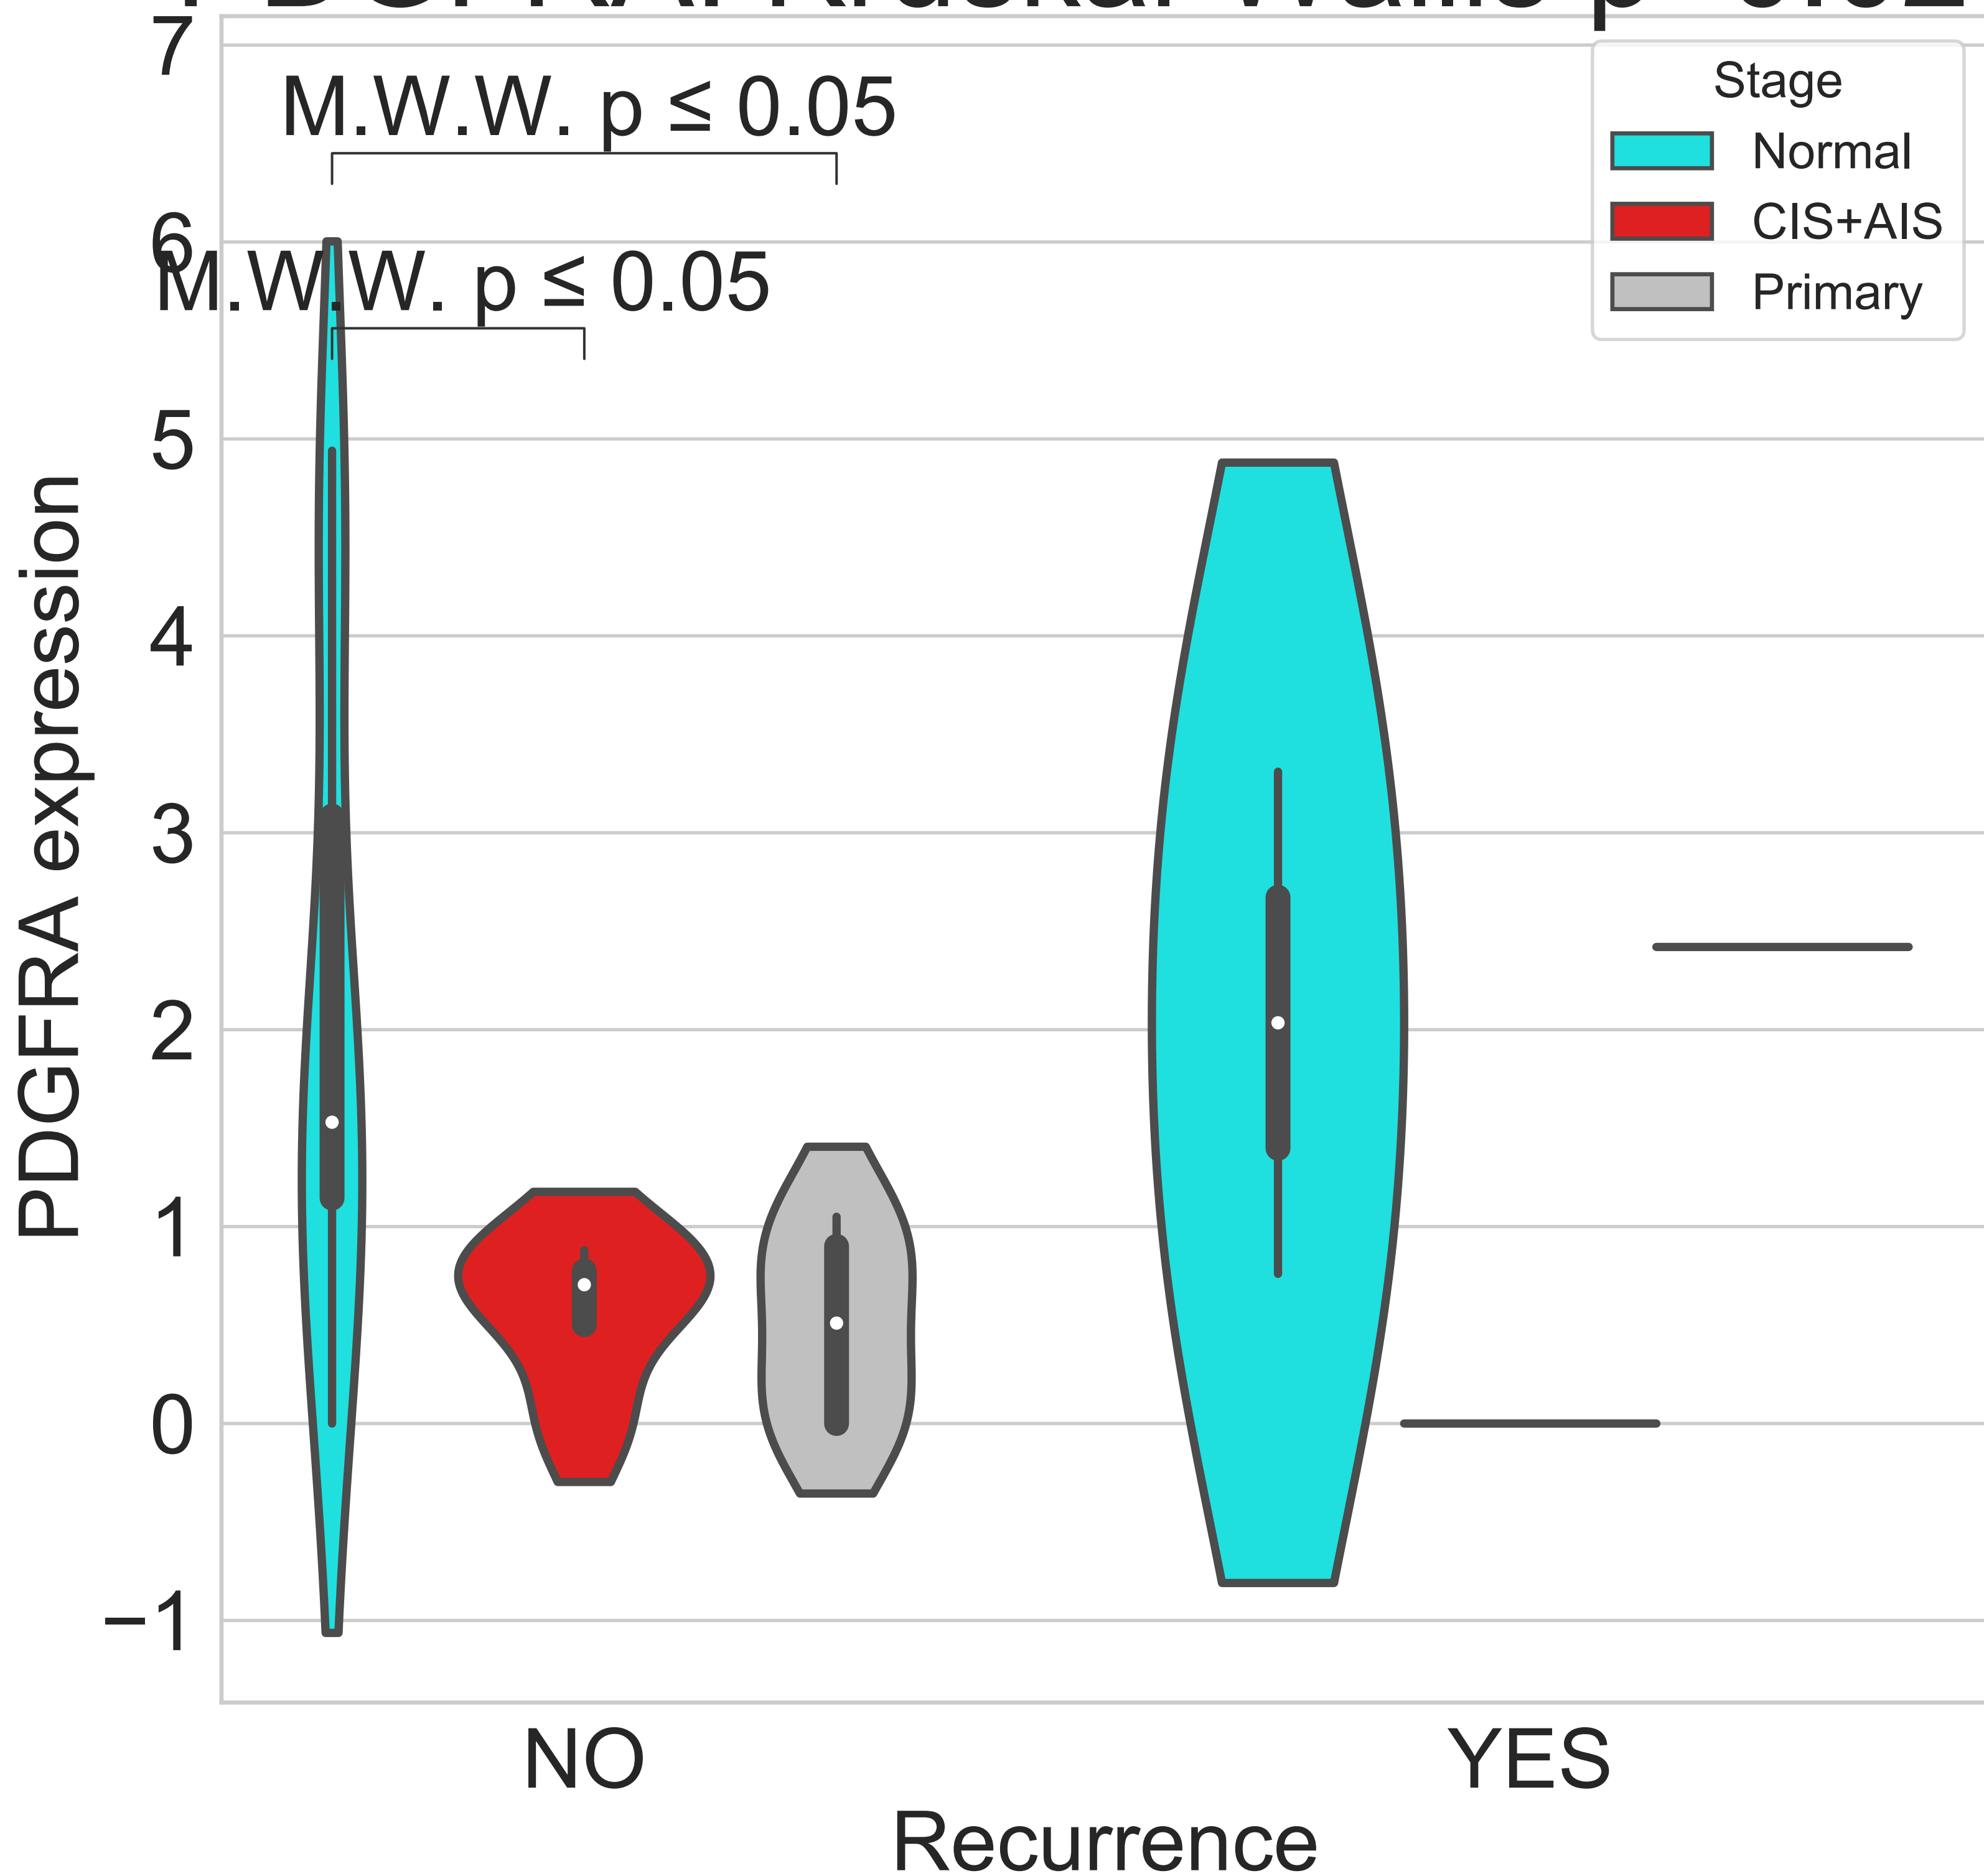 7
M.W.W. p ≤ 0.05
Stage
Normal
CIS+AIS
Primary
6
M.W.W. p ≤ 0.05
5
4
3
2
1
0
−1
PDGFRA expression
NO
YES
Recurrence